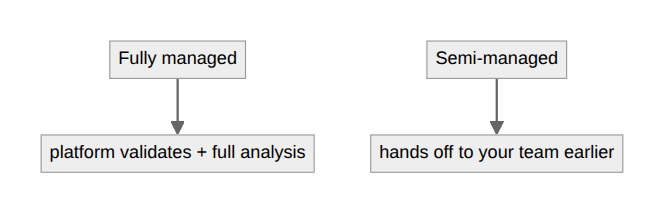 Fully managed
Semi-managed
platform validates + full analysis
hands off to your team earlier